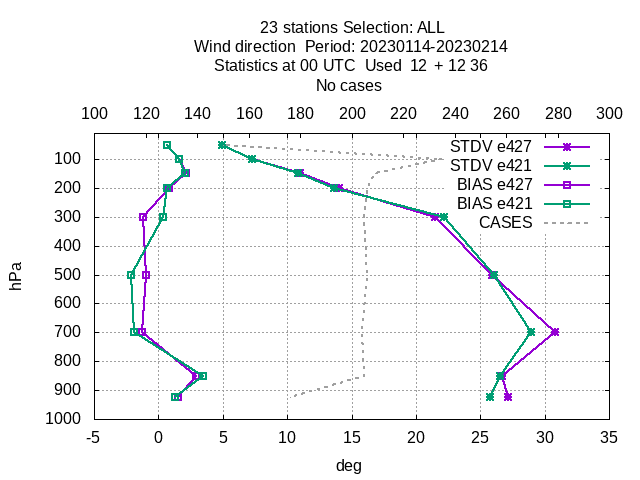 23 stations Selection: ALL
Wind direction  Period: 20230114-20230214
Statistics at 00 UTC  Used  12 + 12 36
No cases
100 120 140 160 180 200 220 240 260 280 300
STDV e427
STDV e421
BIAS e427
BIAS e421
CASES
100
200
300
400
500
600
700
800
900
1000
hPa
-5 0 5 10 15 20 25 30 35
deg